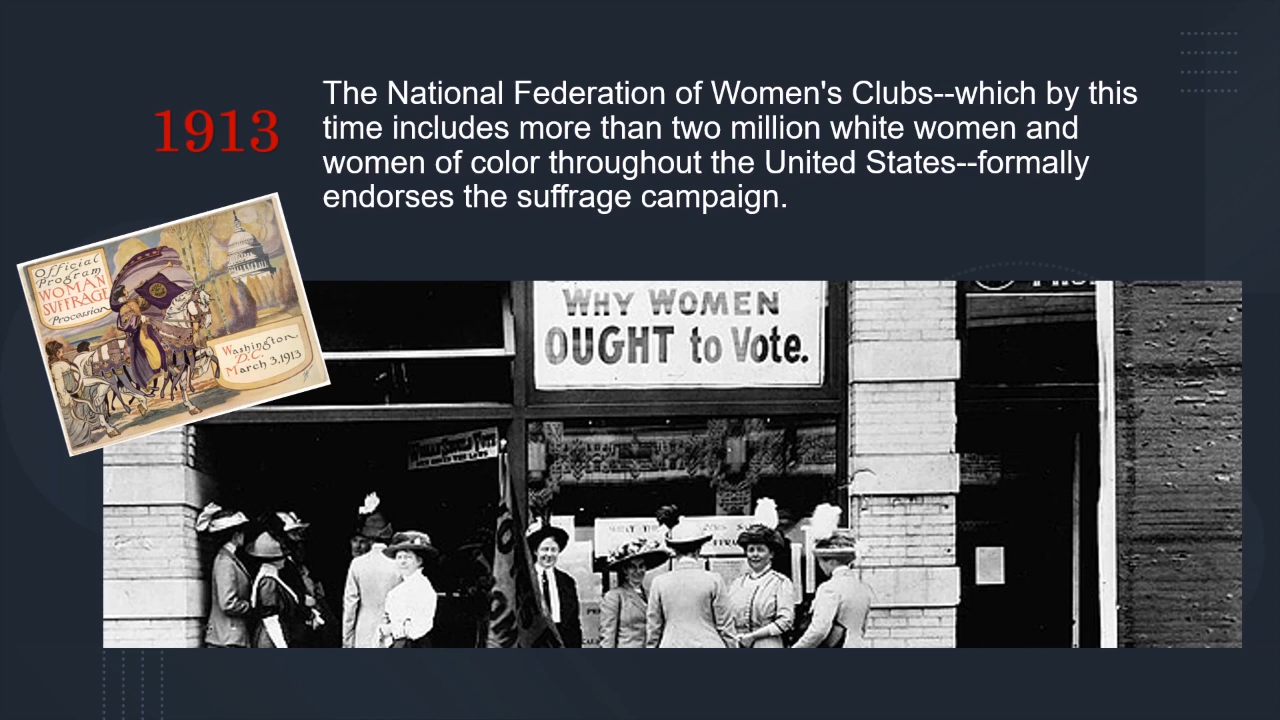 1913
The National Federation of Women's Clubs--which by this
time includes more than two million white women and
women of color throughout the United States--formally
endorses the suffrage campaign.
Official
Program
WOMAN
SUFFRAGE
Procession
Washington
D.C.
March 3,1913
WHY WOMEN
OUGHT to Vote.